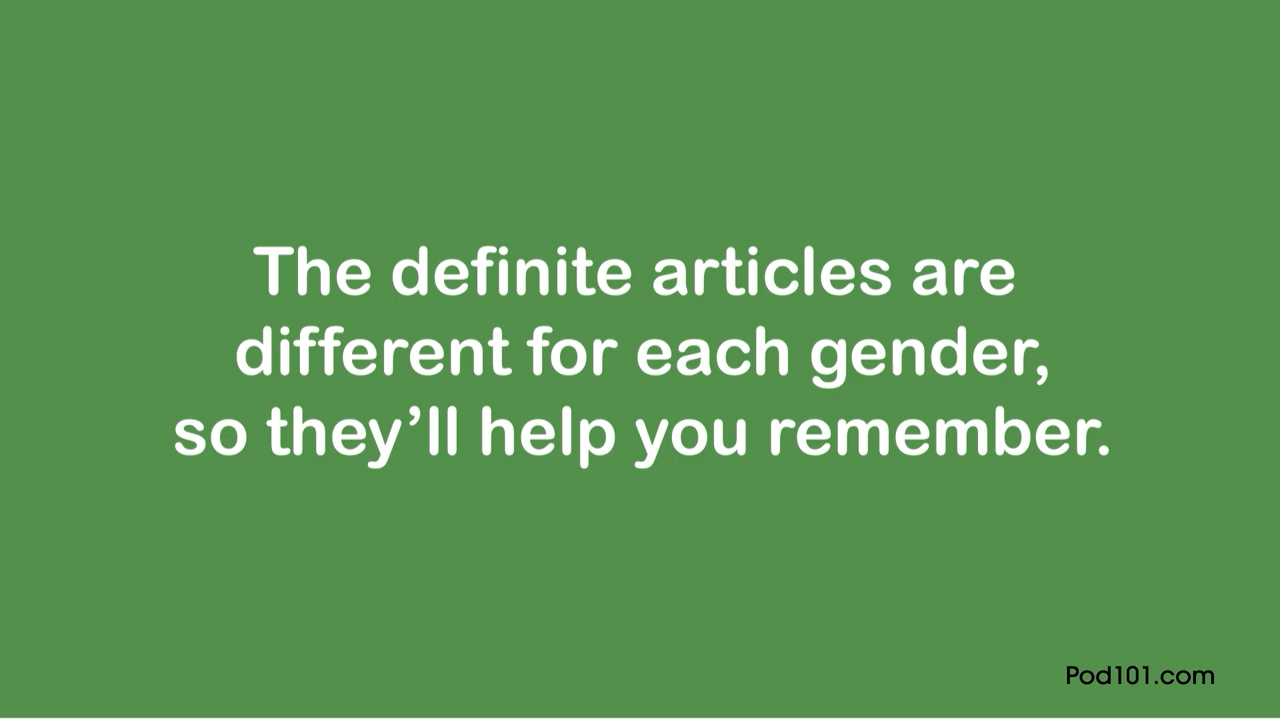 The definite articles are
different for each gender,
so they’ll help you remember.
Pod101.com